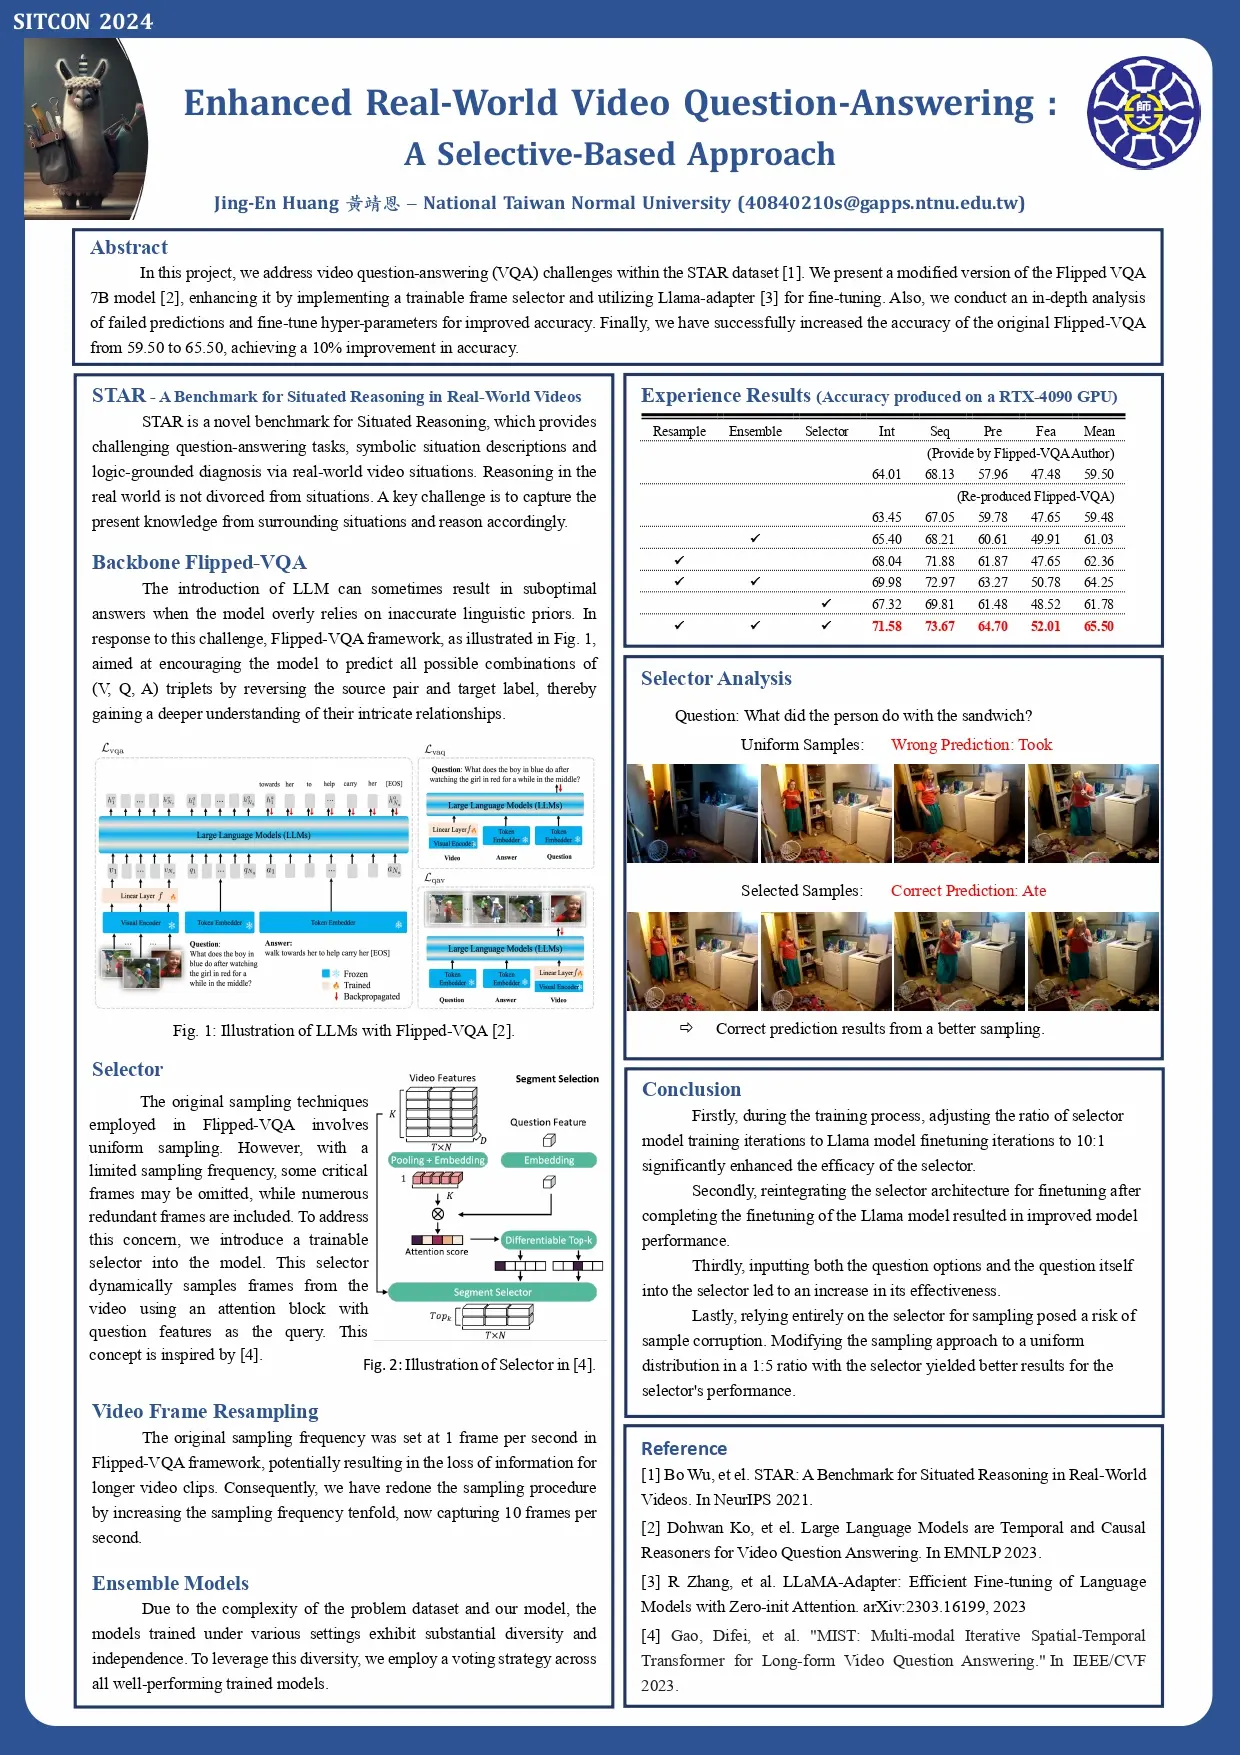 SITCON 2024
Enhanced Real-World Video Question-Answering :
A Selective-Based Approach
師
大
Jing-En Huang 黃靖恩 – National Taiwan Normal University (40840210s@gapps.ntnu.edu.tw)
Abstract
In this project, we address video question-answering (VQA) challenges within the STAR dataset [1]. We present a modified version of the Flipped VQA
7B model [2], enhancing it by implementing a trainable frame selector and utilizing Llama-adapter [3] for fine-tuning. Also, we conduct an in-depth analysis
of failed predictions and fine-tune hyper-parameters for improved accuracy. Finally, we have successfully increased the accuracy of the original Flipped-VQA
from 59.50 to 65.50, achieving a 10% improvement in accuracy.
STAR - A Benchmark for Situated Reasoning in Real-World Videos
STAR is a novel benchmark for Situated Reasoning, which provides
challenging question-answering tasks, symbolic situation descriptions and
logic-grounded diagnosis via real-world video situations. Reasoning in the
real world is not divorced from situations. A key challenge is to capture the
present knowledge from surrounding situations and reason accordingly.
Backbone Flipped-VQA
The introduction of LLM can sometimes result in suboptimal
answers when the model overly relies on inaccurate linguistic priors. In
response to this challenge, Flipped-VQA framework, as illustrated in Fig. 1,
aimed at encouraging the model to predict all possible combinations of
(V, Q, A) triplets by reversing the source pair and target label, thereby
gaining a deeper understanding of their intricate relationships.
ℒvqa
towards her to help carry her [EOS]
Large Language Models (LLMs)
Linear Layer f
Visual Encoder
Token Embedder
Token Embedder
Question:
What does the boy in
blue do after watching
the girl in red for a
while in the middle?
Answer:
walk towards her to help carry her [EOS]
Frozen
Trained
Backpropagated
ℒvaq
Question: What does the boy in blue do after
watching the girl in red for a while in the middle?
Large Language Models (LLMs)
Linear Layer f
Visual Encoder
Token Embedder
Token Embedder
Video Answer Question
ℒqav
Large Language Models (LLMs)
Token Embedder
Token Embedder
Linear Layer f
Visual Encoder
Question Answer Video
Fig. 1: Illustration of LLMs with Flipped-VQA [2].
Selector
The original sampling techniques
employed in Flipped-VQA involves
uniform sampling. However, with a
limited sampling frequency, some critical
frames may be omitted, while numerous
redundant frames are included. To address
this concern, we introduce a trainable
selector into the model. This selector
dynamically samples frames from the
video using an attention block with
question features as the query. This
concept is inspired by [4].
Video Features
Segment Selection
K
D
T×N
Question Feature
Pooling + Embedding
Embedding
1
K
Attention score
Differentiable Top-k
Segment Selector
Topk
T×N
Fig. 2: Illustration of Selector in [4].
Video Frame Resampling
The original sampling frequency was set at 1 frame per second in
Flipped-VQA framework, potentially resulting in the loss of information for
longer video clips. Consequently, we have redone the sampling procedure
by increasing the sampling frequency tenfold, now capturing 10 frames per
second.
Ensemble Models
Due to the complexity of the problem dataset and our model, the
models trained under various settings exhibit substantial diversity and
independence. To leverage this diversity, we employ a voting strategy across
all well-performing trained models.
Experience Results (Accuracy produced on a RTX-4090 GPU)
Resample Ensemble Selector Int Seq Pre Fea Mean
(Provide by Flipped-VQA Author)
64.01 68.13 57.96 47.48 59.50
(Re-produced Flipped-VQA)
63.45 67.05 59.78 47.65 59.48
✓ 65.40 68.21 60.61 49.91 61.03
✓ 68.04 71.88 61.87 47.65 62.36
✓ ✓ 69.98 72.97 63.27 50.78 64.25
✓ 67.32 69.81 61.48 48.52 61.78
✓ ✓ ✓ 71.58 73.67 64.70 52.01 65.50
Selector Analysis
Question: What did the person do with the sandwich?
Uniform Samples: Wrong Prediction: Took
Selected Samples: Correct Prediction: Ate
⇨ Correct prediction results from a better sampling.
Conclusion
Firstly, during the training process, adjusting the ratio of selector
model training iterations to Llama model finetuning iterations to 10:1
significantly enhanced the efficacy of the selector.
Secondly, reintegrating the selector architecture for finetuning after
completing the finetuning of the Llama model resulted in improved model
performance.
Thirdly, inputting both the question options and the question itself
into the selector led to an increase in its effectiveness.
Lastly, relying entirely on the selector for sampling posed a risk of
sample corruption. Modifying the sampling approach to a uniform
distribution in a 1:5 ratio with the selector yielded better results for the
selector's performance.
Reference
[1] Bo Wu, et el. STAR: A Benchmark for Situated Reasoning in Real-World
Videos. In NeurIPS 2021.
[2] Dohwan Ko, et el. Large Language Models are Temporal and Causal
Reasoners for Video Question Answering. In EMNLP 2023.
[3] R Zhang, et al. LLaMA-Adapter: Efficient Fine-tuning of Language
Models with Zero-init Attention. arXiv:2303.16199, 2023
[4] Gao, Difei, et al. "MIST: Multi-modal Iterative Spatial-Temporal
Transformer for Long-form Video Question Answering." In IEEE/CVF
2023.